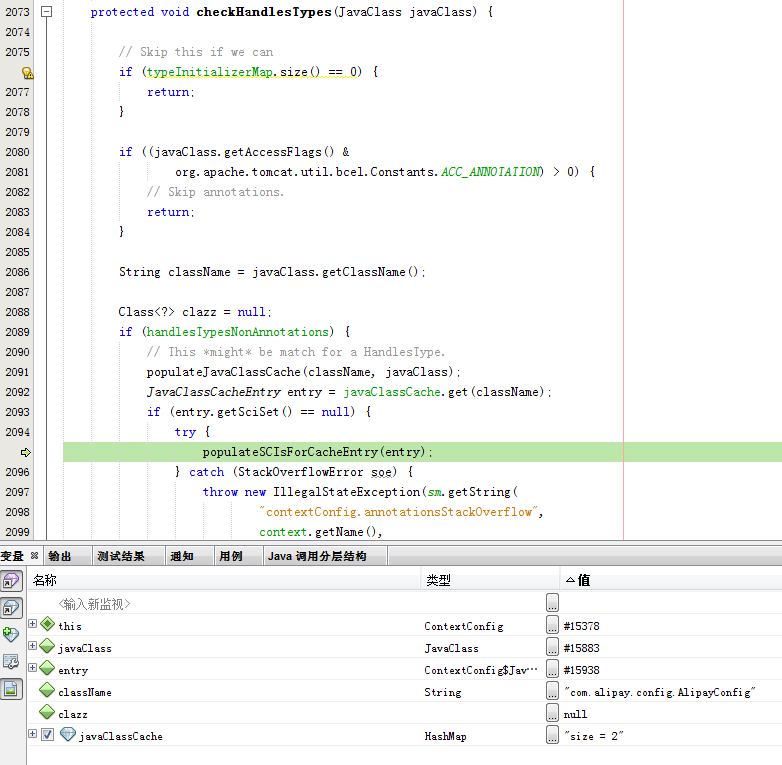 2073 protected void checkHandlesTypes(JavaClass javaClass) {
2074
2075 // Skip this if we can
if (typeInitializerMap.size() == 0) {
2077 return;
2078 }
2079
2080 if ((javaClass.getAccessFlags() &
2081 org.apache.tomcat.util.bcel.Constants.ACC_ANNOTATION) > 0) {
2082 // Skip annotations.
2083 return;
2084 }
2085
2086 String className = javaClass.getClassName();
2087
2088 Class<?> clazz = null;
2089 if (handlesTypesNonAnnotations) {
2090 // This *might* be match for a HandlesType.
2091 populateJavaClassCache(className, javaClass);
2092 JavaClassCacheEntry entry = javaClassCache.get(className);
2093 if (entry.getSciSet() == null) {
2094 try {
populateSCIsForCacheEntry(entry);
2096 } catch (StackOverflowError soe) {
2097 throw new IllegalStateException(sm.getString(
2098 "contextConfig.annotationsStackOverflow",
2099 context.getName(),
变量 输出 测试结果 通知 用例 Java 调用分层结构
名称 类型 值
<输入新监视> ...
this ContextConfig ... #15378
javaClass JavaClass ... #15883
entry ContextConfig$Jav… ... #15938
className String ... "com.alipay.config.AlipayConfig"
clazz ... null
javaClassCache HashMap ... "size = 2"